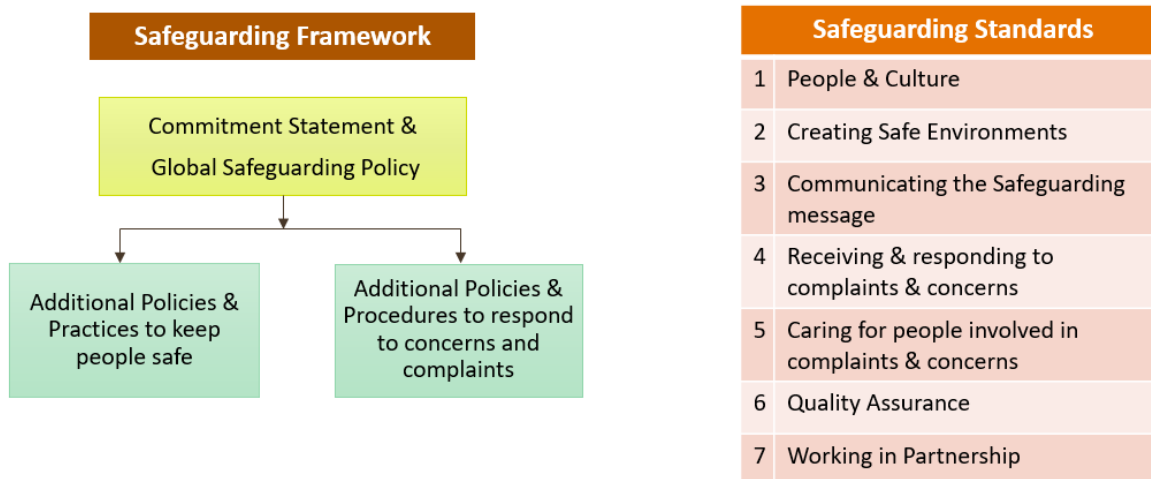 Safeguarding Framework
Commitment Statement &
Global Safeguarding Policy
Additional Policies &
Practices to keep
people safe
Additional Policies &
Procedures to respond
to concerns and
complaints
Safeguarding Standards
1 People & Culture
2 Creating Safe Environments
3 Communicating the Safeguarding
message
4 Receiving & responding to
complaints & concerns
5 Caring for people involved in
complaints & concerns
6 Quality Assurance
7 Working in Partnership